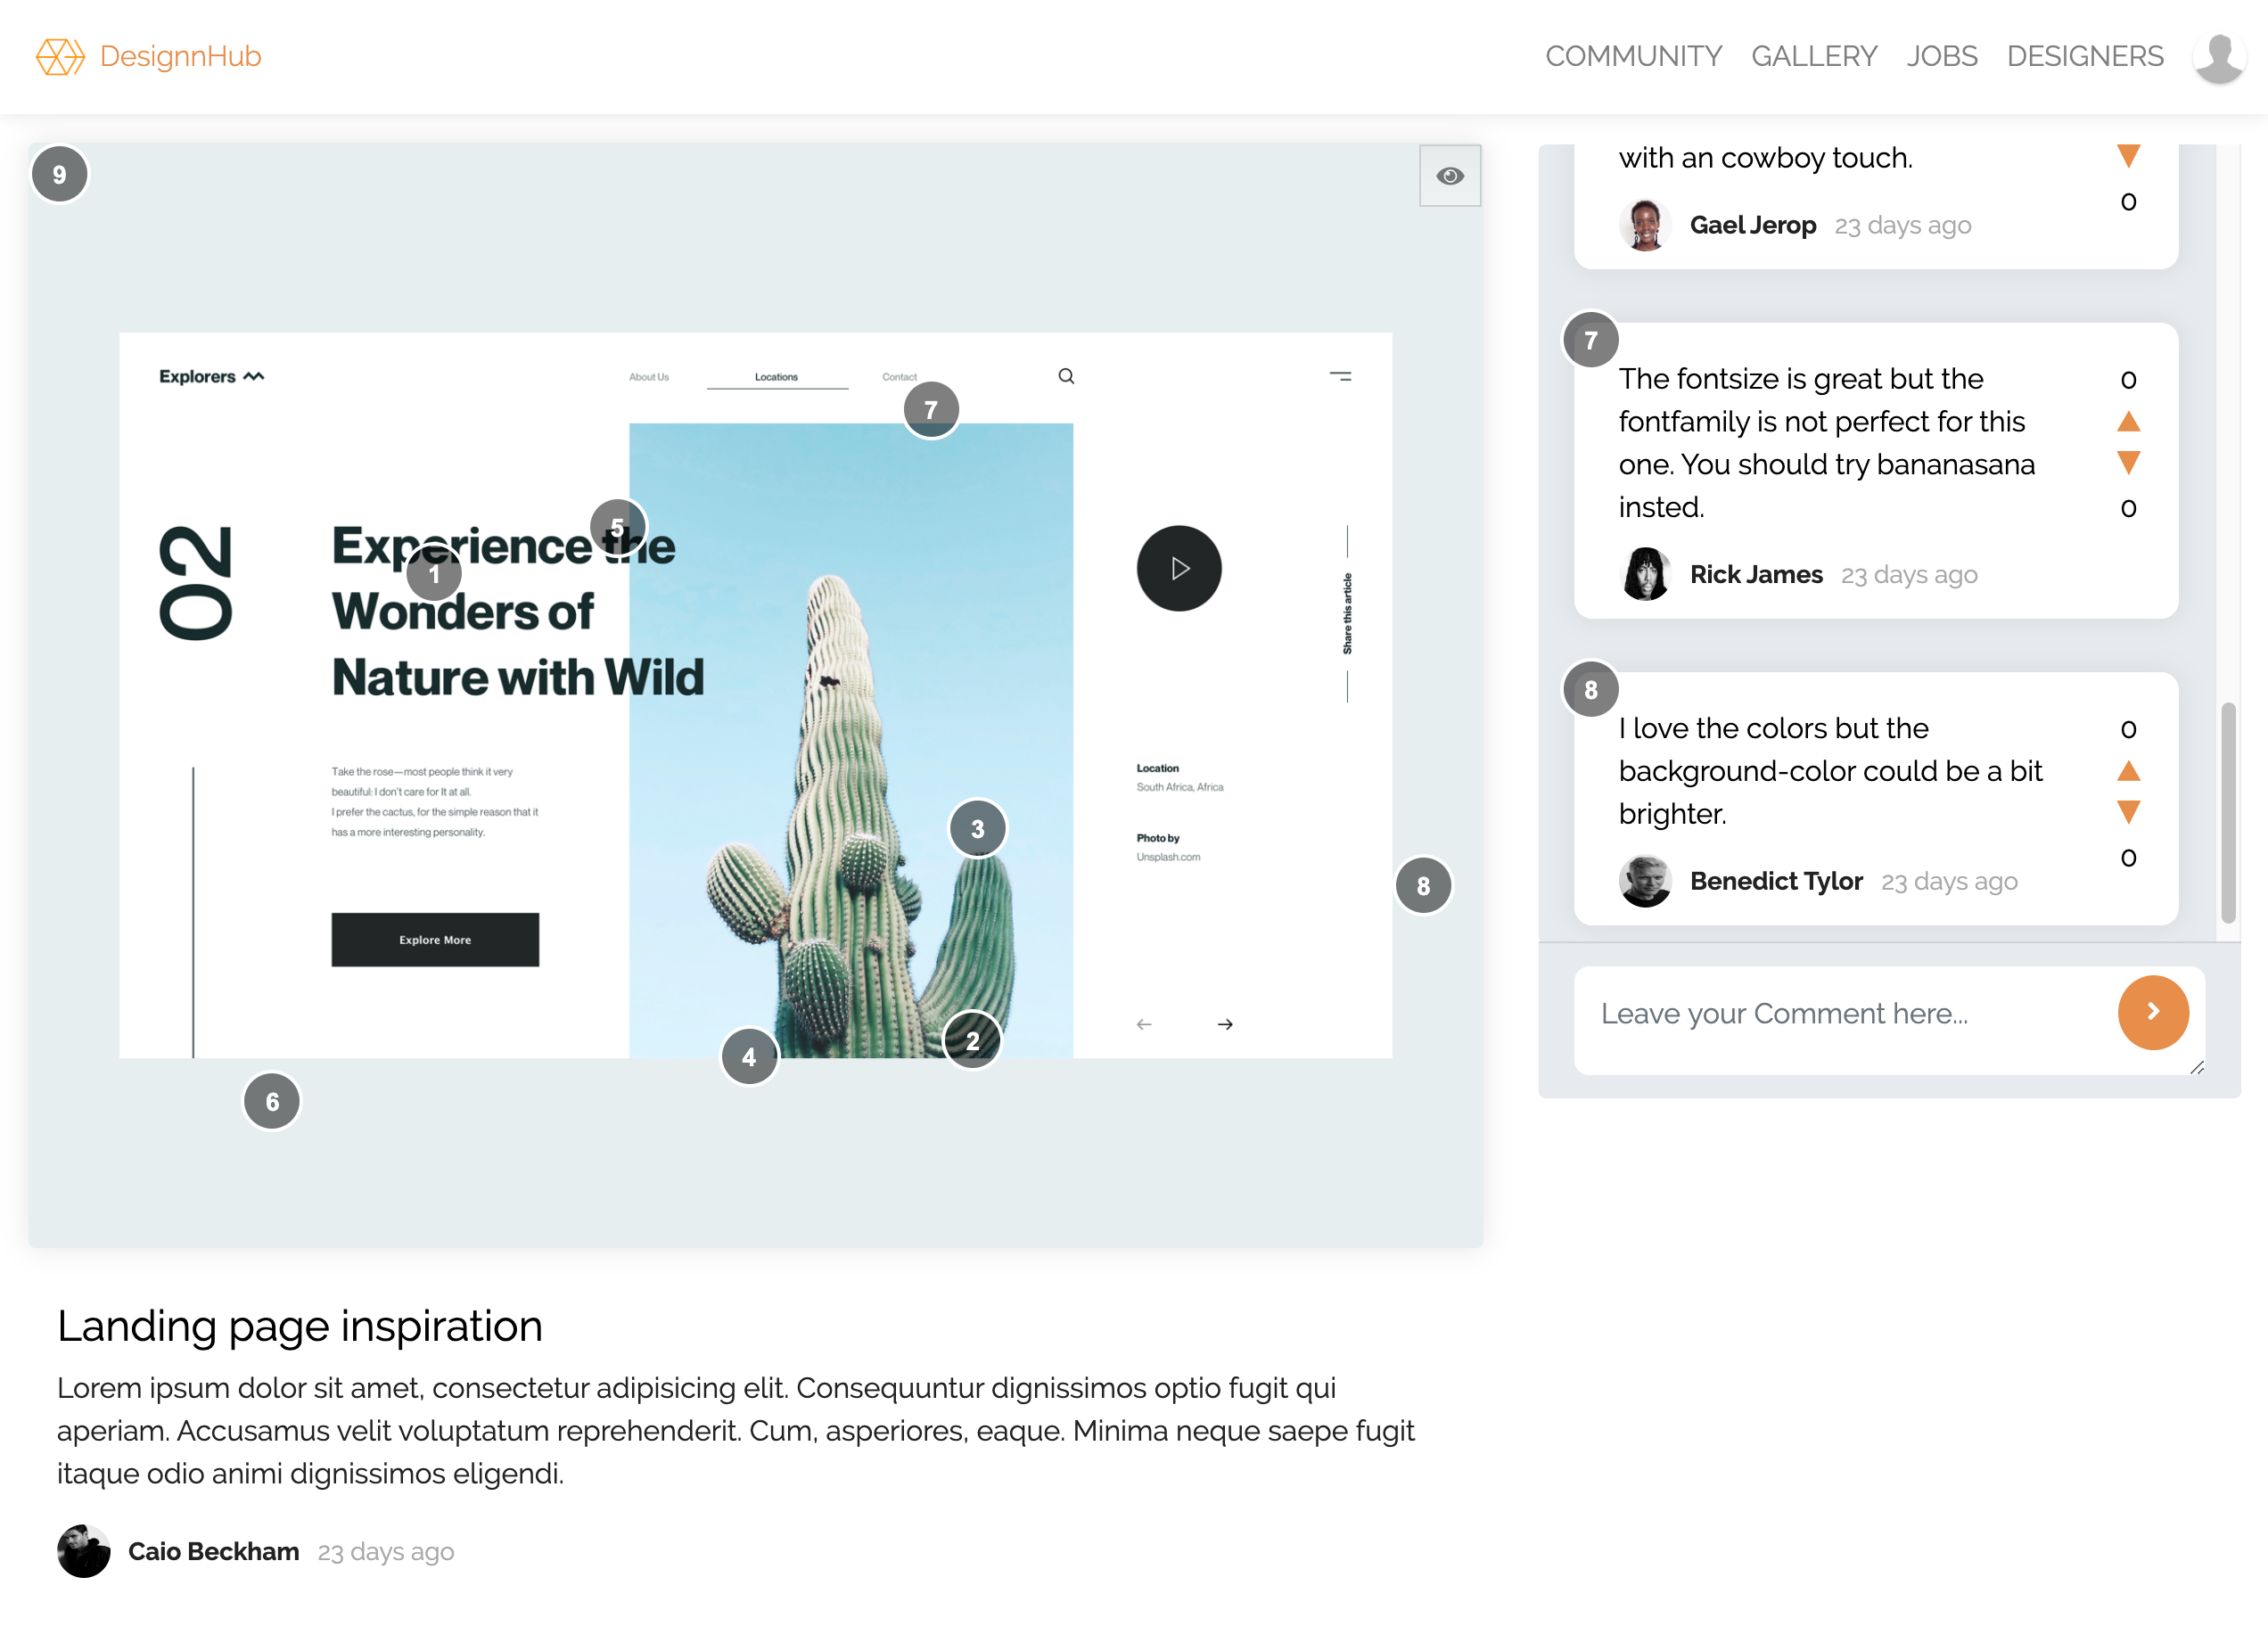 DesignnHub
COMMUNITY GALLERY JOBS DESIGNERS
9
Explorers
About Us Locations Contact
7
5
1
02
Experience the
Wonders of
Nature with Wild
Share this article
Take the rose—most people think it very
beautiful: I don't care for It at all.
I prefer the cactus, for the simple reason that it
has a more interesting personality.
Location
South Africa, Africa
3
Photo by
Unsplash.com
8
Explore More
4
2
6
with an cowboy touch.
0
Gael Jerop 23 days ago
7
The fontsize is great but the
fontfamily is not perfect for this
one. You should try bananasana
insted.
0
0
Rick James 23 days ago
8
I love the colors but the
background-color could be a bit
brighter.
0
0
Benedict Tylor 23 days ago
Leave your Comment here...
Landing page inspiration
Lorem ipsum dolor sit amet, consectetur adipisicing elit. Consequuntur dignissimos optio fugit qui
aperiam. Accusamus velit voluptatum reprehenderit. Cum, asperiores, eaque. Minima neque saepe fugit
itaque odio animi dignissimos eligendi.
Caio Beckham 23 days ago